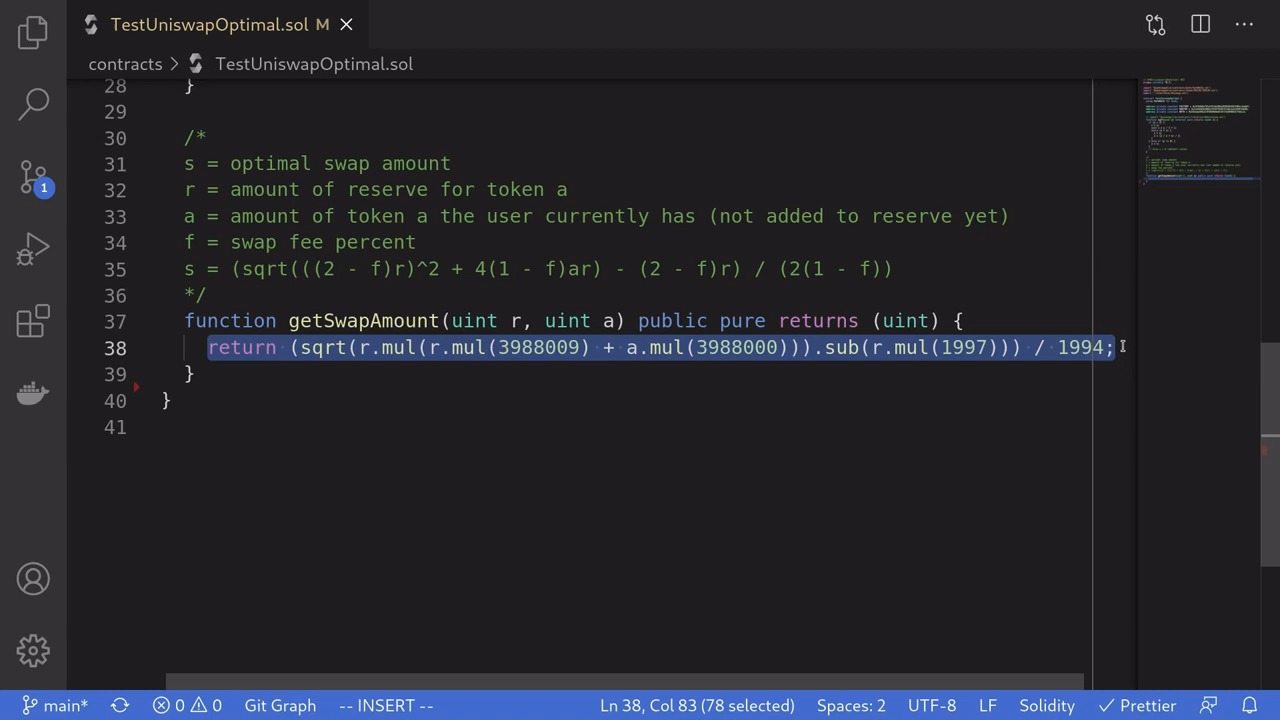 TestUniswapOptimal.sol M
contracts > TestUniswapOptimal.sol
28 }
29
30 /*
31 s = optimal swap amount
32 r = amount of reserve for token a
33 a = amount of token a the user currently has (not added to reserve yet)
34 f = swap fee percent
35 s = (sqrt(((2 - f)r)^2 + 4(1 - f)ar) - (2 - f)r) / (2(1 - f))
36 */
37 function getSwapAmount(uint r, uint a) public pure returns (uint) {
38 return (sqrt(r.mul(r.mul(3988009) + a.mul(3988000))).sub(r.mul(1997))) / 1994;
39 }
40 }
41
1
main* 0 0 Git Graph -- INSERT -- Ln 38, Col 83 (78 selected) Spaces: 2 UTF-8 LF Solidity Prettier